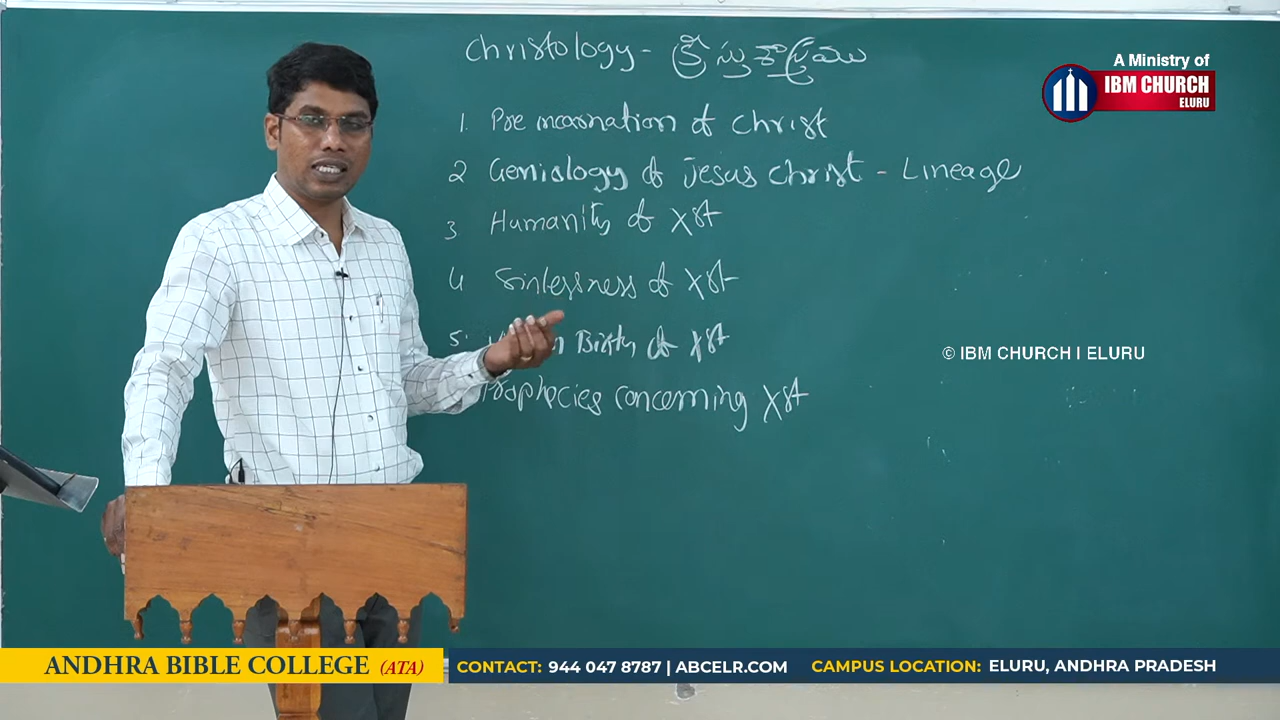 Christology - క్రీస్తు శాస్త్రము
1. Pre incarnation of Christ
2 Geniology of Jesus Christ - Lineage
3 Humanity of Xst
4 Sinlessness of Xst
5. Birth of Xst
Prophecies concerning Xst
A Ministry of
IBM CHURCH
ELURU
© IBM CHURCH I ELURU
ANDHRA BIBLE COLLEGE (ATA)
CONTACT: 944 047 8787 | ABCELR.COM CAMPUS LOCATION: ELURU, ANDHRA PRADESH